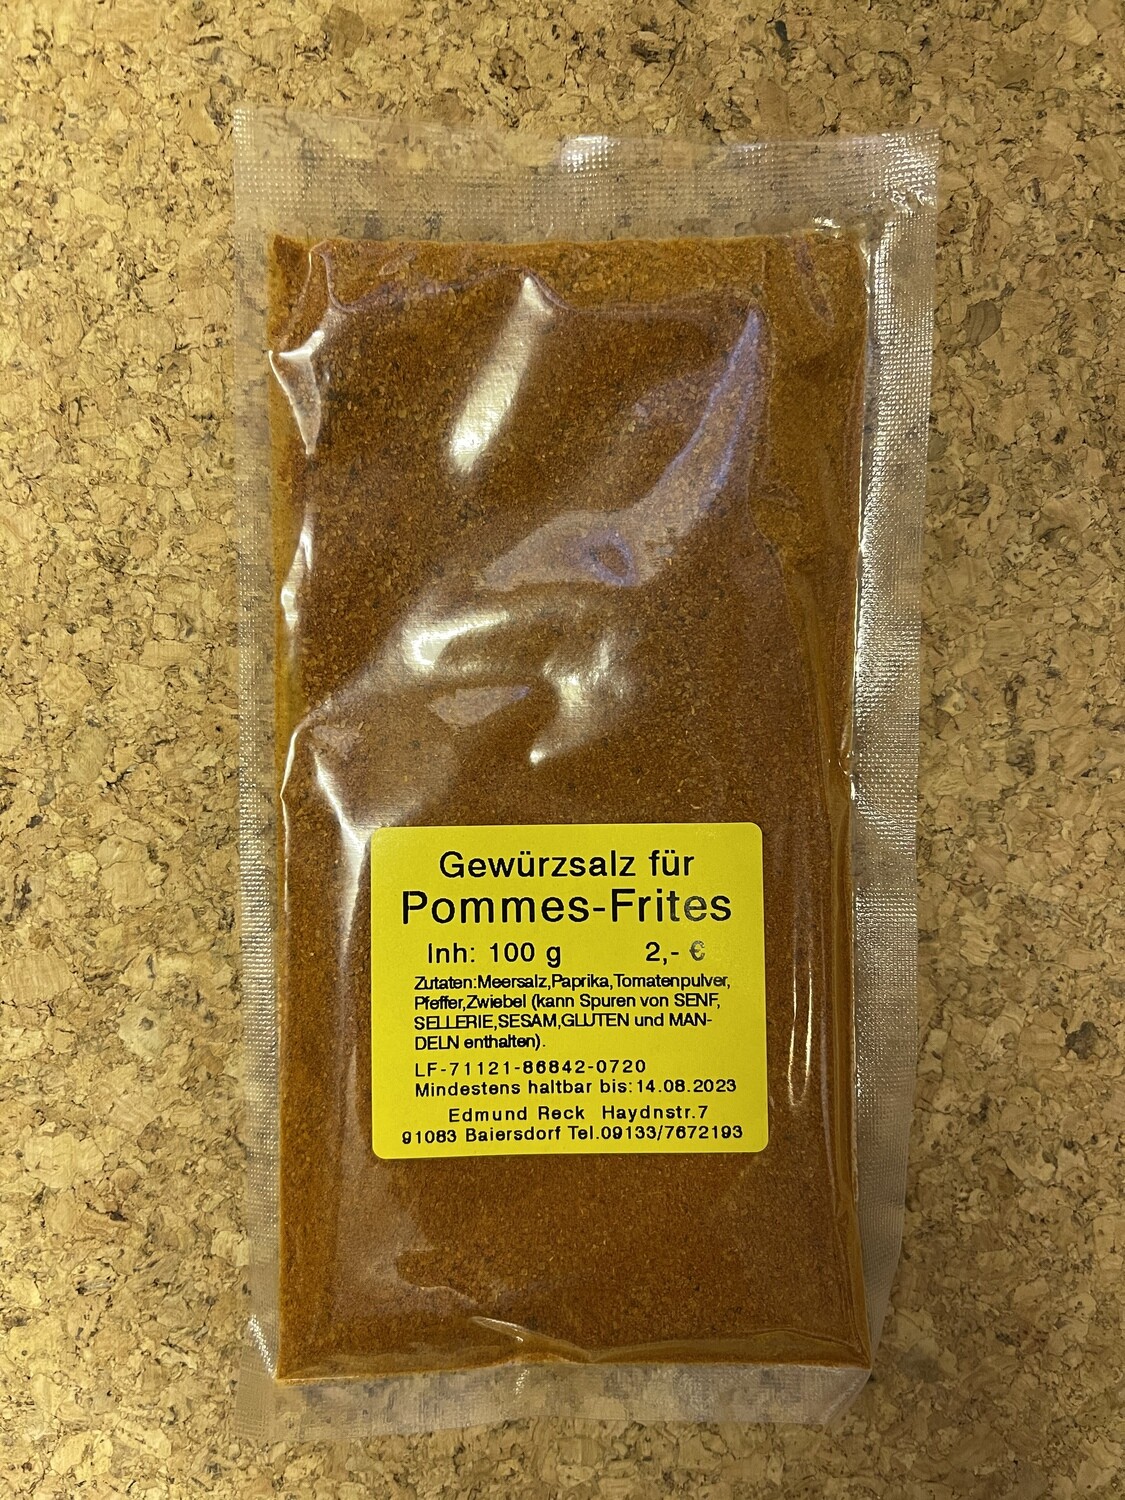 Gewürzsalz für
Pommes-Frites
Inh: 100 g 2,- €
Zutaten:Meersalz,Paprika,Tomatenpulver,
Pfeffer,Zwiebel (kann Spuren von SENF,
SELLERIE,SESAM,GLUTEN und MAN-
DELN enthalten).
LF-71121-86842-0720
Mindestens haltbar bis:14.08.2023
Edmund Reck Haydnstr.7
91083 Baiersdorf Tel.09133/7672193